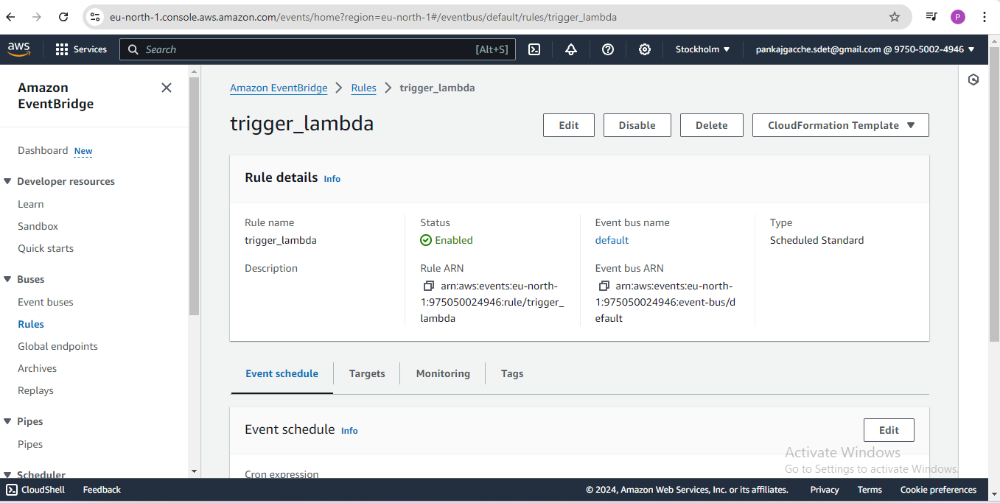 eu-north-1.console.aws.amazon.com/events/home?region=eu-north-1#/eventbus/default/rules/trigger_lambda
P
aws
Services
Search
[Alt+S]
Stockholm
pankajgacche.sdet@gmail.com @ 9750-5002-4946
Amazon
EventBridge
Dashboard New
Developer resources
Learn
Sandbox
Quick starts
Buses
Event buses
Rules
Global endpoints
Archives
Replays
Pipes
Pipes
Scheduler
Amazon EventBridge
Rules
trigger_lambda
trigger_lambda
Edit
Disable
Delete
CloudFormation Template
Rule details Info
Rule name
trigger_lambda
Description
Status
Enabled
Rule ARN
arn:aws:events:eu-north-
1:975050024946:rule/trigger_
lambda
Event bus name
default
Event bus ARN
arn:aws:events:eu-north-
1:975050024946:event-bus/d
efault
Type
Scheduled Standard
Event schedule
Targets
Monitoring
Tags
Event schedule Info
Edit
Cron expression
Activate Windows
Go to Settings to activate Windows.
CloudShell
Feedback
© 2024, Amazon Web Services, Inc. or its affiliates.
Privacy
Terms
Cookie preferences